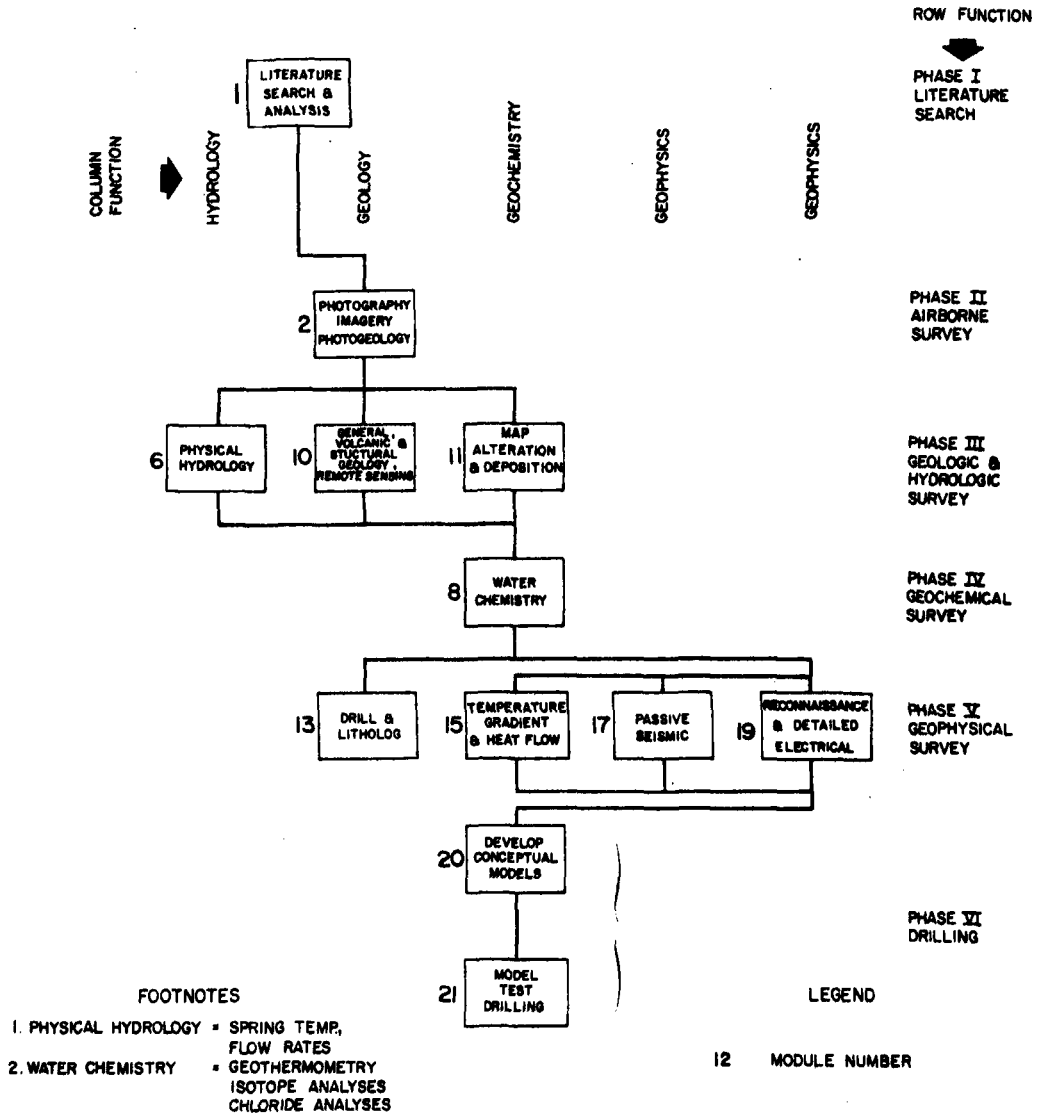 ROW FUNCTION
PHASE I
LITERATURE
SEARCH
1
LITERATURE
SEARCH &
ANALYSIS
COLUMN
FUNCTION
HYDROLOGY
GEOLOGY
GEOCHEMISTRY
GEOPHYSICS
GEOPHYSICS
2
PHOTOGRAPHY
IMAGERY
PHOTOGEOLOGY
PHASE II
AIRBORNE
SURVEY
6
PHYSICAL
HYDROLOGY
10
GENERAL,
VOLCANIC &
STUCTURAL
GEOLOGY,
REMOTE SENSING
11
MAP
ALTERATION
& DEPOSITION
PHASE III
GEOLOGIC &
HYDROLOGIC
SURVEY
8
WATER
CHEMISTRY
PHASE IV
GEOCHEMICAL
SURVEY
13
DRILL &
LITHOLOG
15
TEMPERATURE
GRADIENT
& HEAT FLOW
17
PASSIVE
SEISMIC
19
RECONNAISSANCE
& DETAILED
ELECTRICAL
PHASE V
GEOPHYSICAL
SURVEY
20
DEVELOP
CONCEPTUAL
MODELS
PHASE VI
DRILLING
21
MODEL
TEST
DRILLING
FOOTNOTES
1. PHYSICAL HYDROLOGY = SPRING TEMP.,
FLOW RATES
2. WATER CHEMISTRY = GEOTHERMOMETRY
ISOTOPE ANALYSES
CHLORIDE ANALYSES
LEGEND
12 MODULE NUMBER